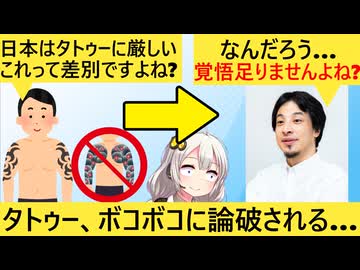 日本はタトゥーに厳しい
これって差別ですよね?
なんだろう...
覚悟足りませんよね?
タトゥー、ボコボコに論破される...